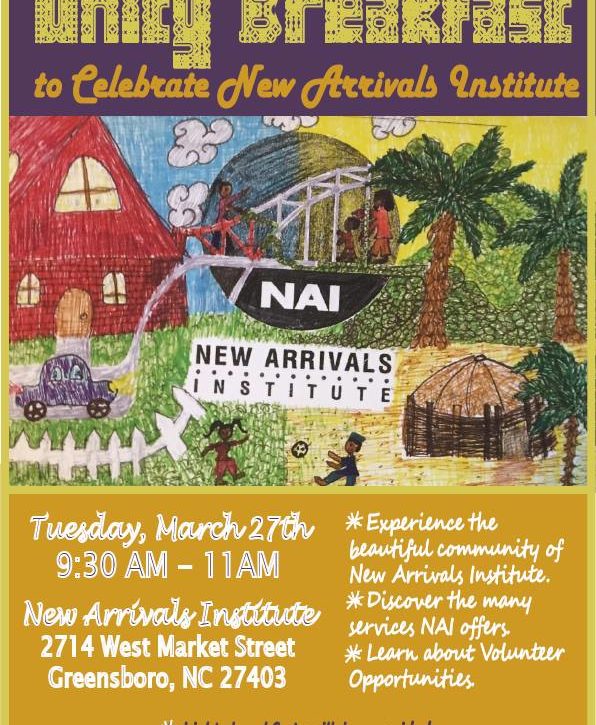 Unity Breakfast
to Celebrate New Arrivals Institute
NAI
NEW ARRIVALS
INSTITUTE
Tuesday, March 27th
9:30 AM – 11AM
New Arrivals Institute
2714 West Market Street
Greensboro, NC 27403
* Experience the
beautiful community of
New Arrivals Institute.
* Discover the many
services NAI offers.
* Learn about Volunteer
Opportunities.